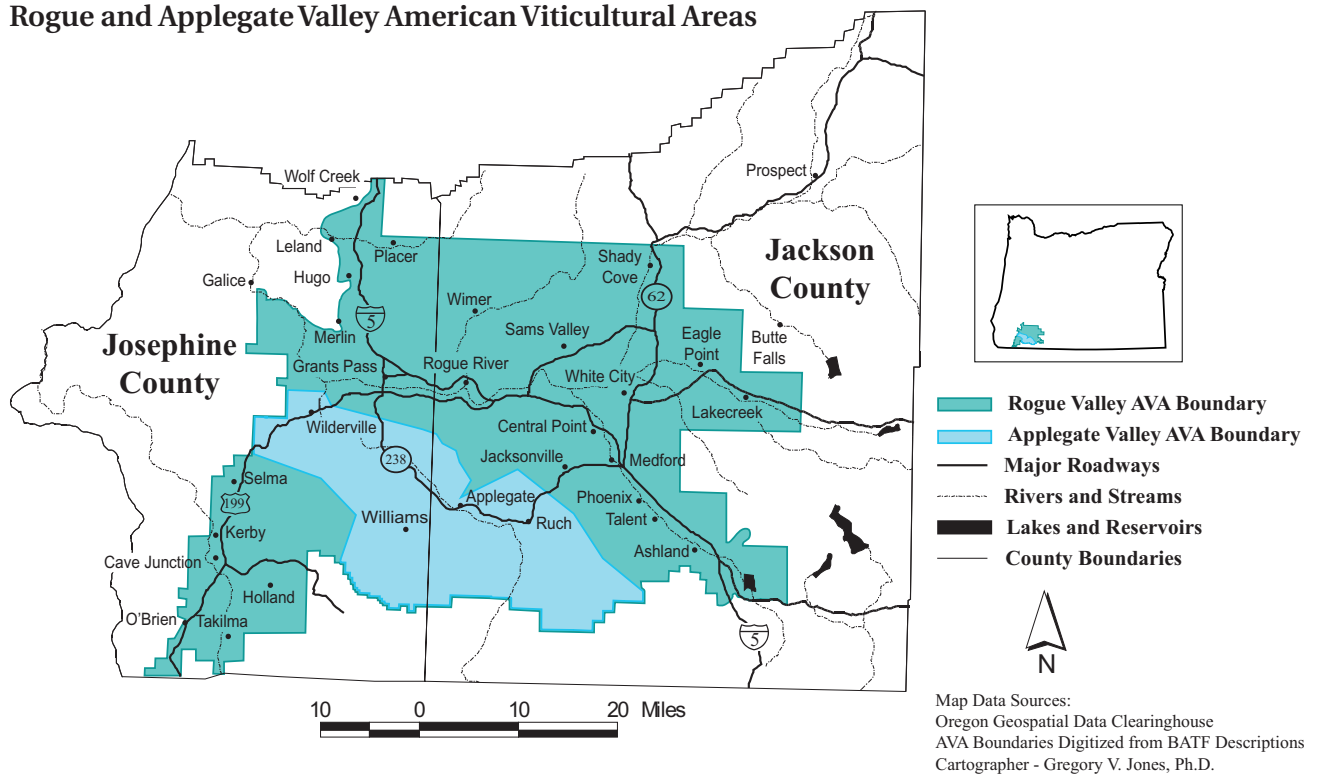 Rogue and Applegate Valley American Viticultural Areas
Wolf Creek
Prospect
Leland
Placer
Shady
Cove
Jackson
County
Galice
Hugo
Wimer
62
5
Merlin
Sams Valley
Eagle
Point
Butte
Falls
Josephine
County
Grants Pass
Rogue River
White City
Lakecreek
Wilderville
Central Point
238
Jacksonville
Medford
Selma
199
Applegate
Phoenix
Williams
Ruch
Talent
Kerby
Ashland
Cave Junction
Holland
O'Brien
Takilma
5
Rogue Valley AVA Boundary
Applegate Valley AVA Boundary
Major Roadways
Rivers and Streams
Lakes and Reservoirs
County Boundaries
N
10 0 10 20 Miles
Map Data Sources:
Oregon Geospatial Data Clearinghouse
AVA Boundaries Digitized from BATF Descriptions
Cartographer - Gregory V. Jones, Ph.D.